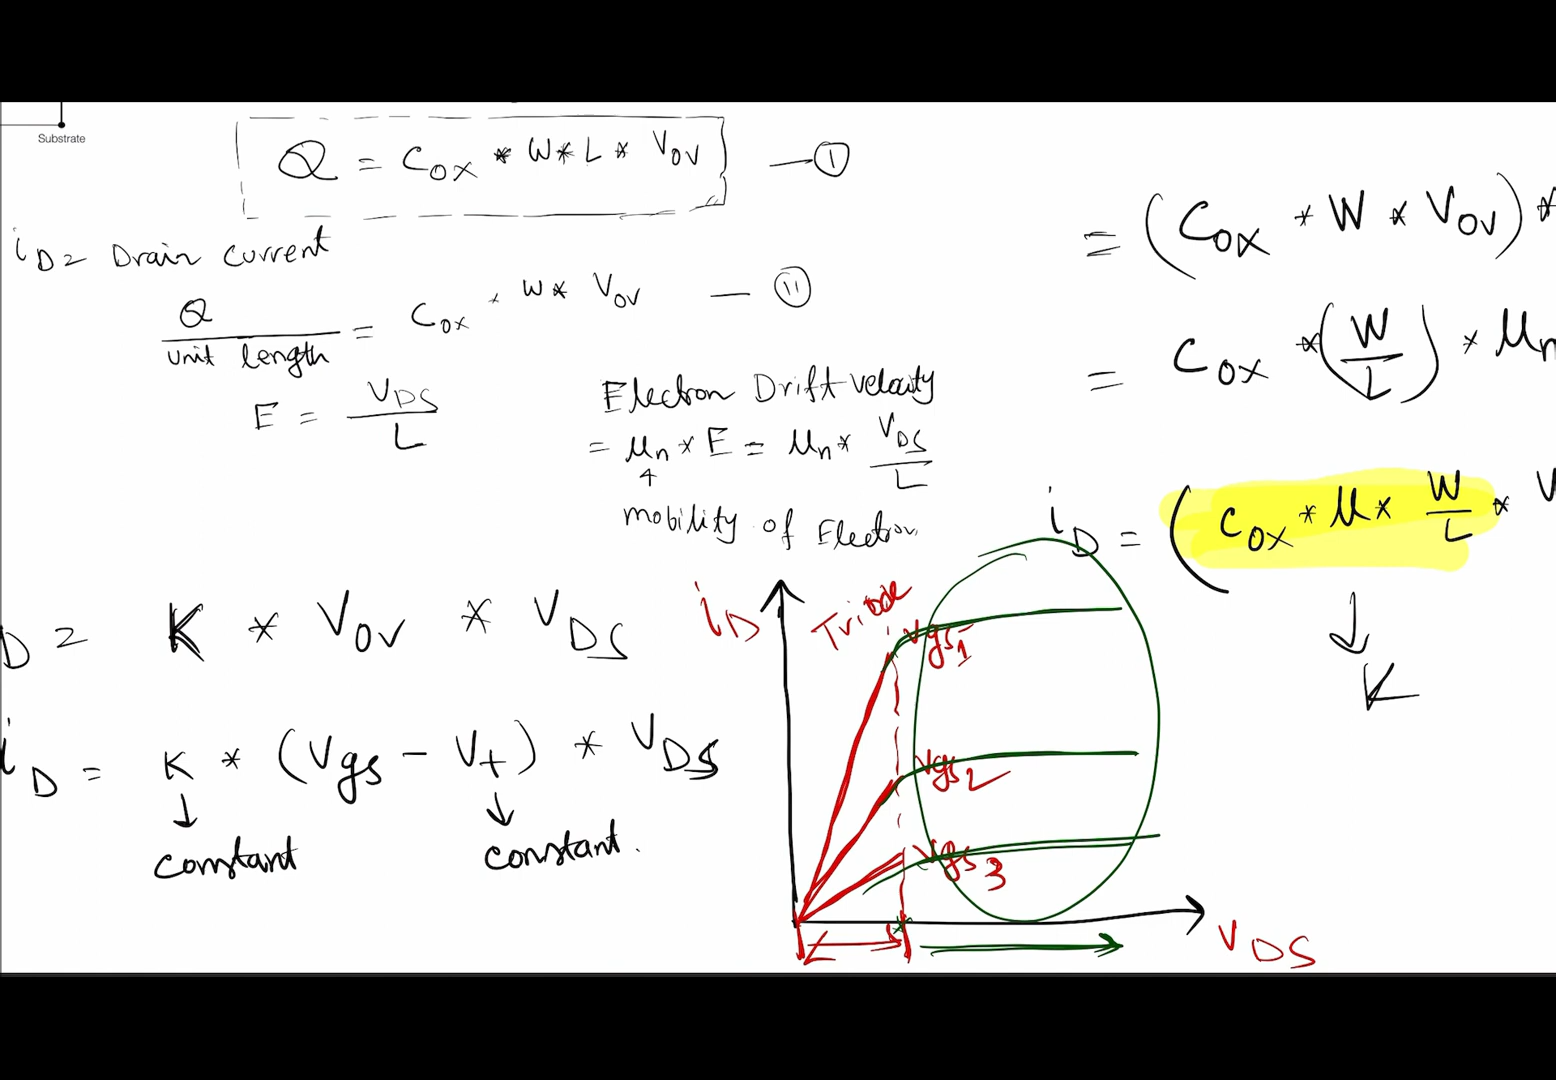 Substrate
Q = Cox * W * L * Vov — I
iD = Drain current
Q / unit length = Cox * W * Vov — II
E = VDS / L
Electron Drift velocity
= μn * E = μn * VDS / L
mobility of Electron
= (Cox * W * Vov) *
= Cox * (W / L) * μn
iD = (Cox * μ * W / L * V
↓
K
D = K * Vov * VDS
iD = K * (Vgs - Vt) * VDS
↓ ↓
constant constant.
iD
Triode
Vgs1
Vgs2
Vgs3
VDS